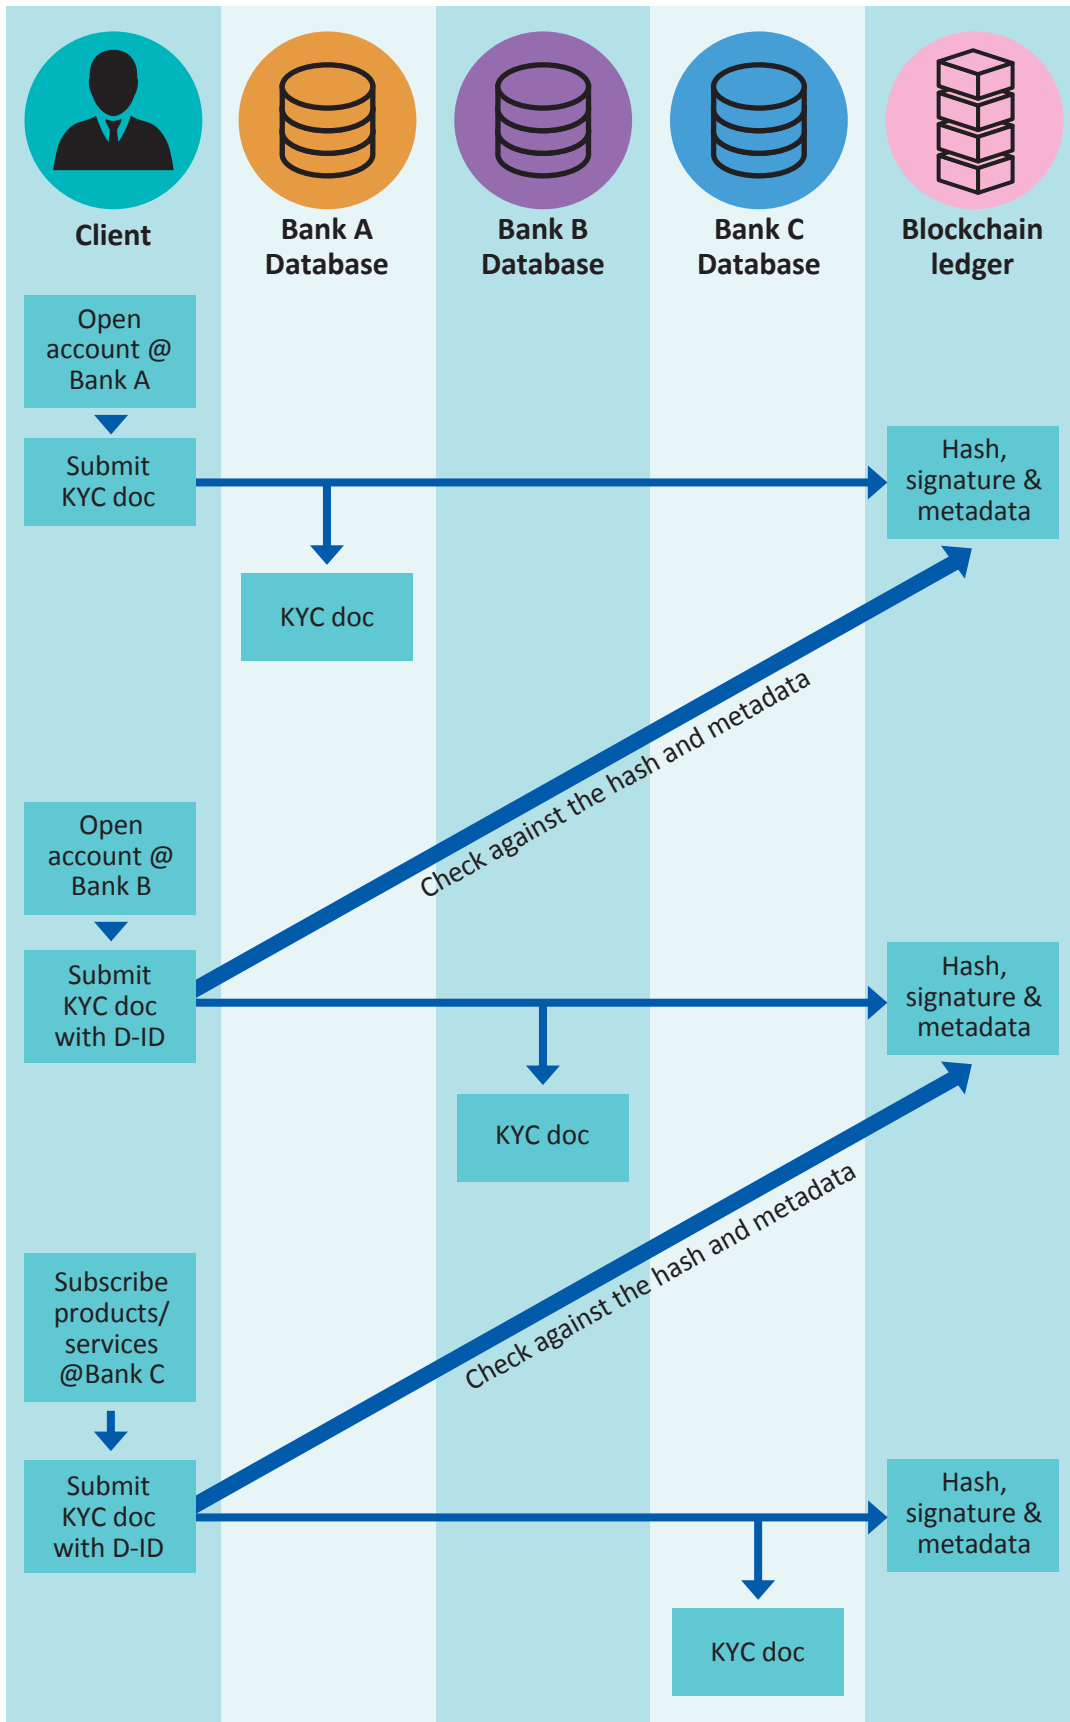 Client
Bank A
Database
Bank B
Database
Bank C
Database
Blockchain
ledger
Open
account @
Bank A
Submit
KYC doc
Hash,
signature &
metadata
KYC doc
Check against the hash and metadata
Open
account @
Bank B
Submit
KYC doc
with D-ID
Hash,
signature &
metadata
KYC doc
Check against the hash and metadata
Subscribe
products/
services
@Bank C
Submit
KYC doc
with D-ID
Hash,
signature &
metadata
KYC doc